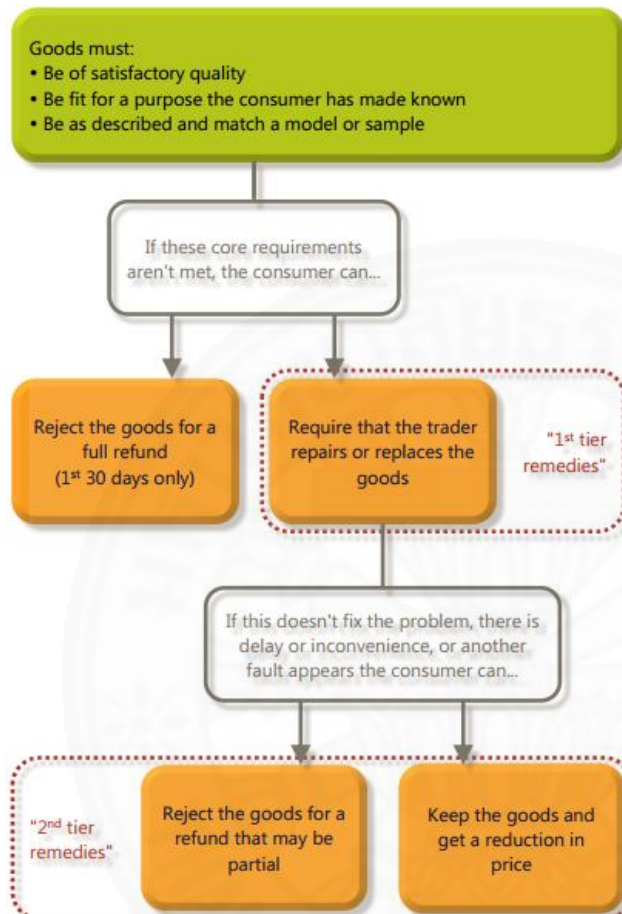 Goods must:
• Be of satisfactory quality
• Be fit for a purpose the consumer has made known
• Be as described and match a model or sample
If these core requirements
aren't met, the consumer can...
Reject the goods for a
full refund
(1st 30 days only)
Require that the trader
repairs or replaces the
goods
"1st tier
remedies"
If this doesn't fix the problem, there is
delay or inconvenience, or another
fault appears the consumer can...
"2nd tier
remedies"
Reject the goods for a
refund that may be
partial
Keep the goods and
get a reduction in
price